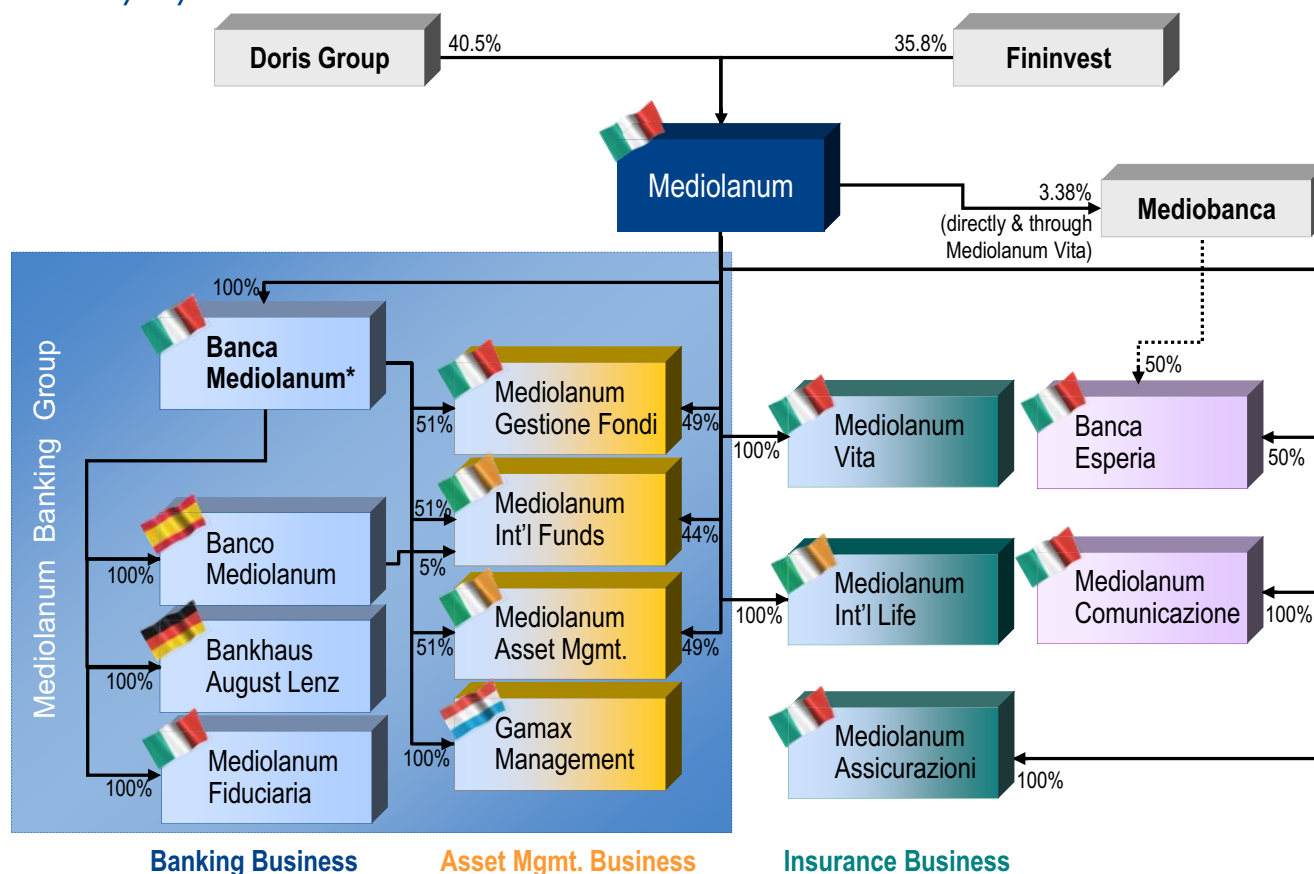 40.5%
35.8%
Doris Group
Fininvest
Mediolanum
3.38%
(directly & through
Mediolanum Vita)
Mediobanca
100%
50%
Mediolanum Banking Group
Banca
Mediolanum*
Mediolanum
Gestione Fondi
51%
49%
Mediolanum
Vita
100%
Banca
Esperia
50%
Mediolanum
Int'l Funds
51%
44%
5%
Banco
Mediolanum
100%
Mediolanum
Asset Mgmt.
51%
49%
Mediolanum
Int'l Life
100%
Mediolanum
Comunicazione
100%
Bankhaus
August Lenz
100%
Gamax
Management
100%
Mediolanum
Assicurazioni
100%
Mediolanum
Fiduciaria
100%
Banking Business
Asset Mgmt. Business
Insurance Business